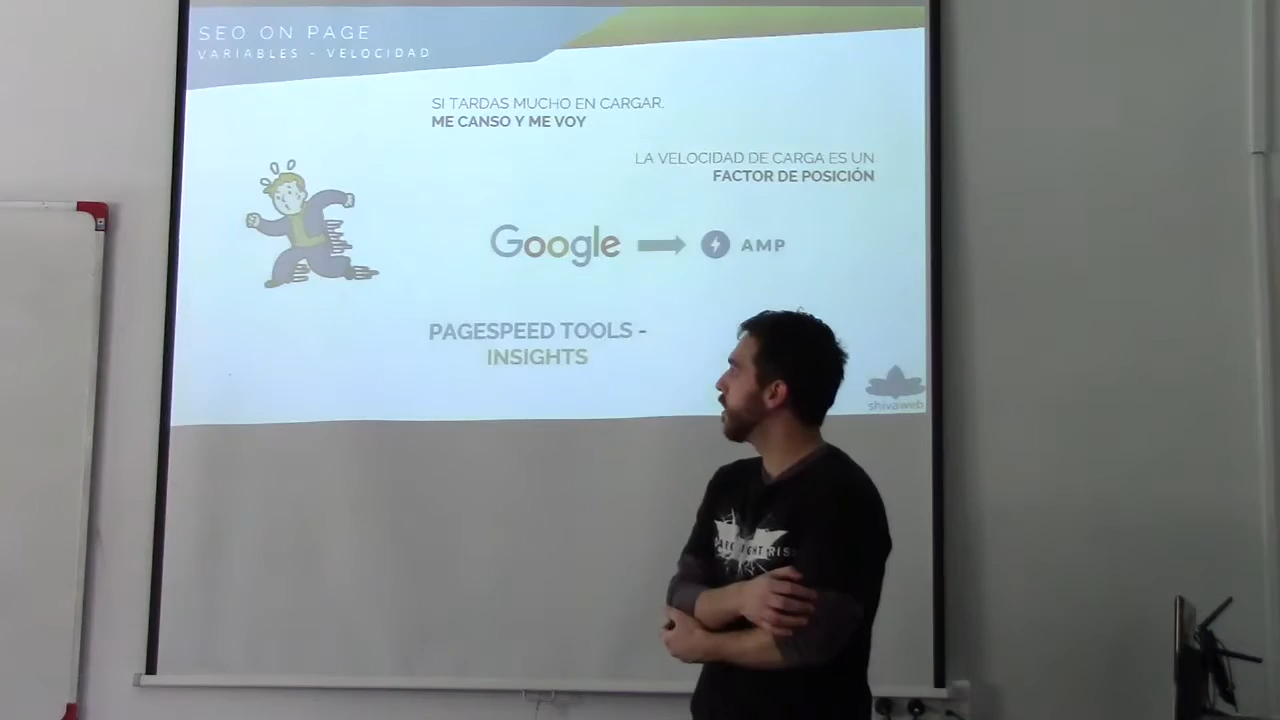 SEO ON PAGE
VARIABLES - VELOCIDAD
SI TARDAS MUCHO EN CARGAR.
ME CANSO Y ME VOY
LA VELOCIDAD DE CARGA ES UN
FACTOR DE POSICIÓN
Google
AMP
PAGESPEED TOOLS -
INSIGHTS
shivaweb